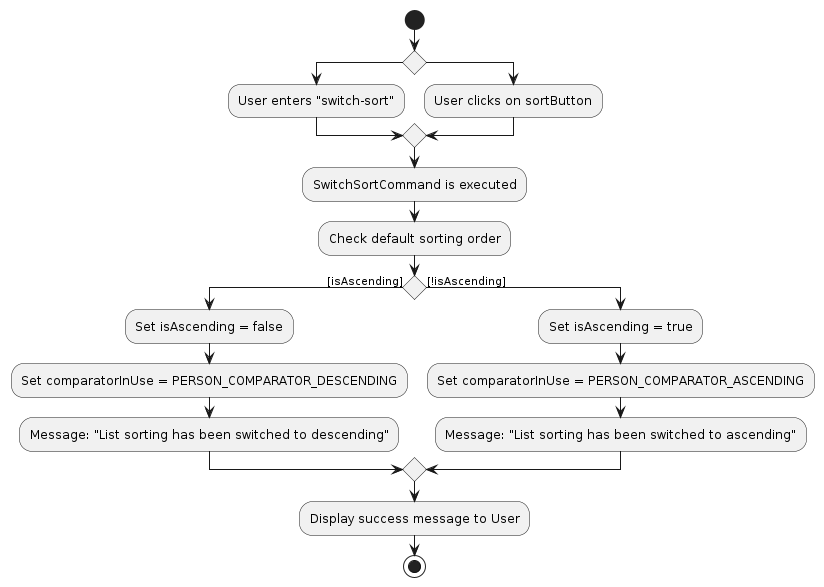 User enters "switch-sort"
User clicks on sortButton
SwitchSortCommand is executed
Check default sorting order
[isAscending]
[!isAscending]
Set isAscending = false
Set isAscending = true
Set comparatorInUse = PERSON_COMPARATOR_DESCENDING
Set comparatorInUse = PERSON_COMPARATOR_ASCENDING
Message: "List sorting has been switched to descending"
Message: "List sorting has been switched to ascending"
Display success message to User